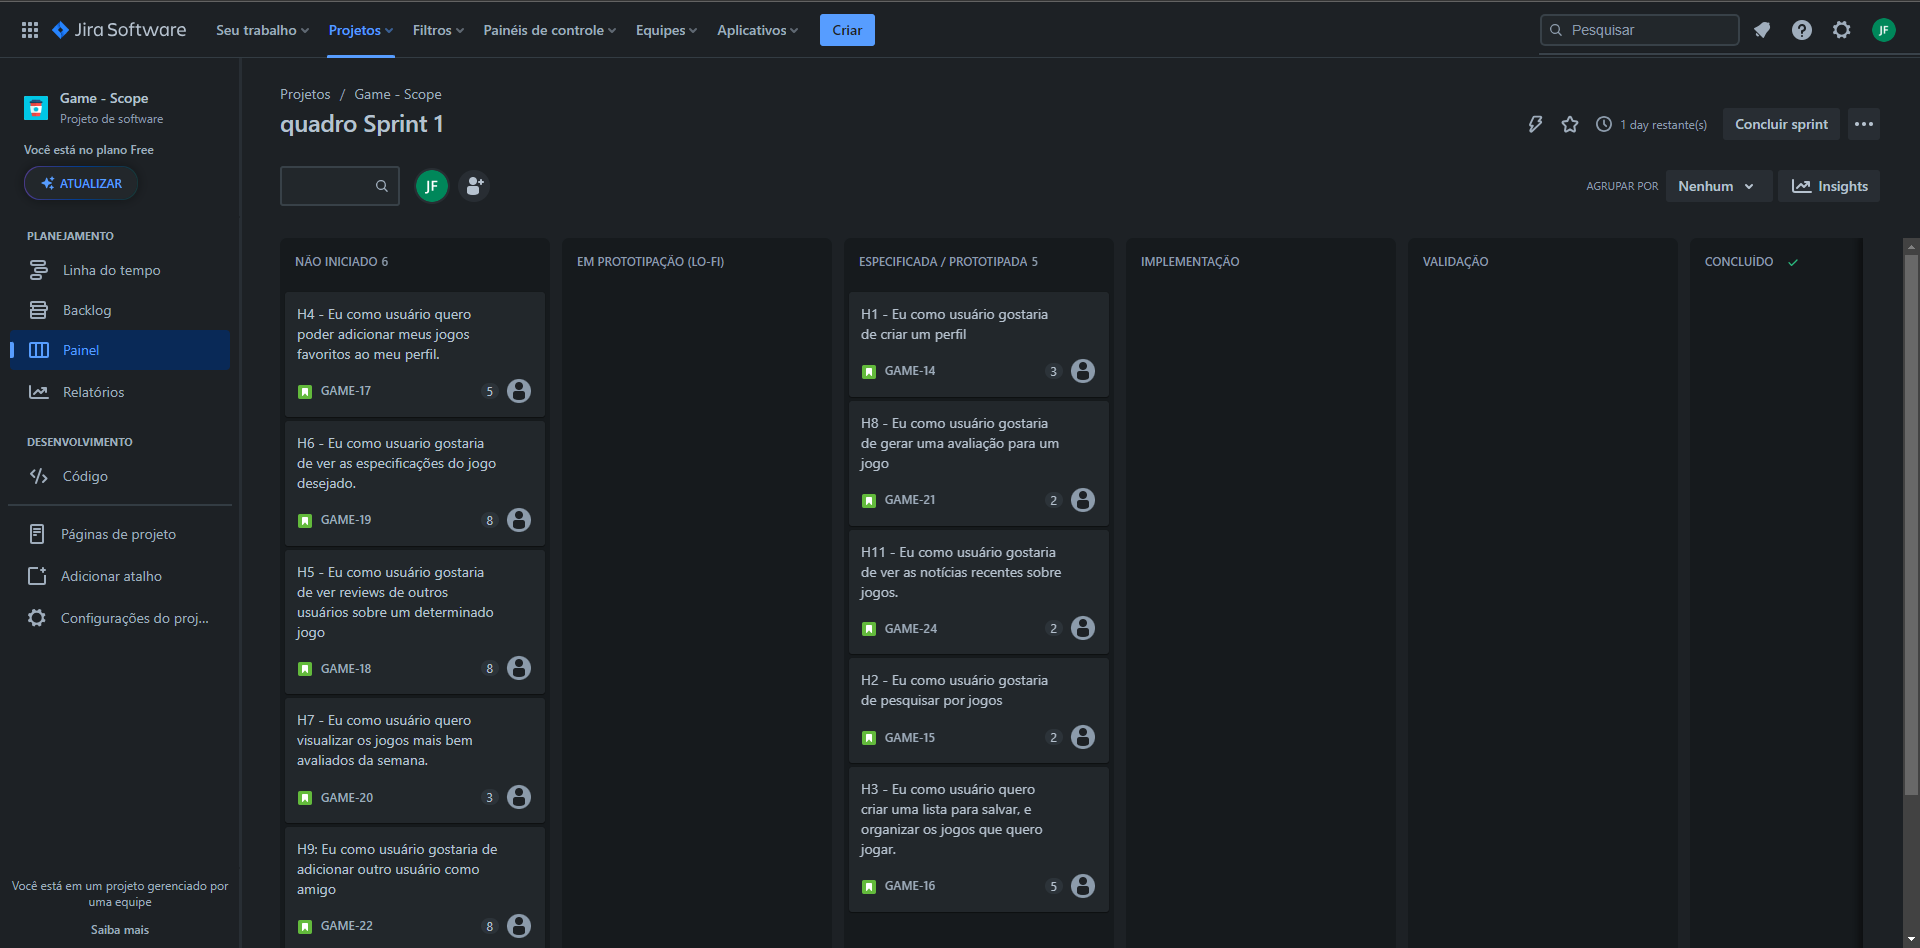 Jira Software
Seu trabalho
Projetos
Filtros
Painéis de controle
Equipes
Aplicativos
Criar
Pesquisar
JF
Game - Scope
Projeto de software
Você está no plano Free
ATUALIZAR
PLANEJAMENTO
Linha do tempo
Backlog
Painel
Relatórios
DESENVOLVIMENTO
Código
Páginas de projeto
Adicionar atalho
Configurações do proj...
Você está em um projeto gerenciado por
uma equipe
Saiba mais
Projetos / Game - Scope
quadro Sprint 1
1 day restante(s)
Concluir sprint
JF
AGRUPAR POR
Nenhum
Insights
NÃO INICIADO 6
H4 - Eu como usuário quero
poder adicionar meus jogos
favoritos ao meu perfil.
GAME-17 5
H6 - Eu como usuario gostaria
de ver as especificações do jogo
desejado.
GAME-19 8
H5 - Eu como usuário gostaria
de ver reviews de outros
usuários sobre um determinado
jogo
GAME-18 8
H7 - Eu como usuário quero
visualizar os jogos mais bem
avaliados da semana.
GAME-20 3
H9: Eu como usuário gostaria de
adicionar outro usuário como
amigo
GAME-22 8
EM PROTOTIPAÇÃO (LO-FI)
ESPECIFICADA / PROTOTIPADA 5
H1 - Eu como usuário gostaria
de criar um perfil
GAME-14 3
H8 - Eu como usuário gostaria
de gerar uma avaliação para um
jogo
GAME-21 2
H11 - Eu como usuário gostaria
de ver as notícias recentes sobre
jogos.
GAME-24 2
H2 - Eu como usuário gostaria
de pesquisar por jogos
GAME-15 2
H3 - Eu como usuário quero
criar uma lista para salvar, e
organizar os jogos que quero
jogar.
GAME-16 5
IMPLEMENTAÇÃO
VALIDAÇÃO
CONCLUÍDO